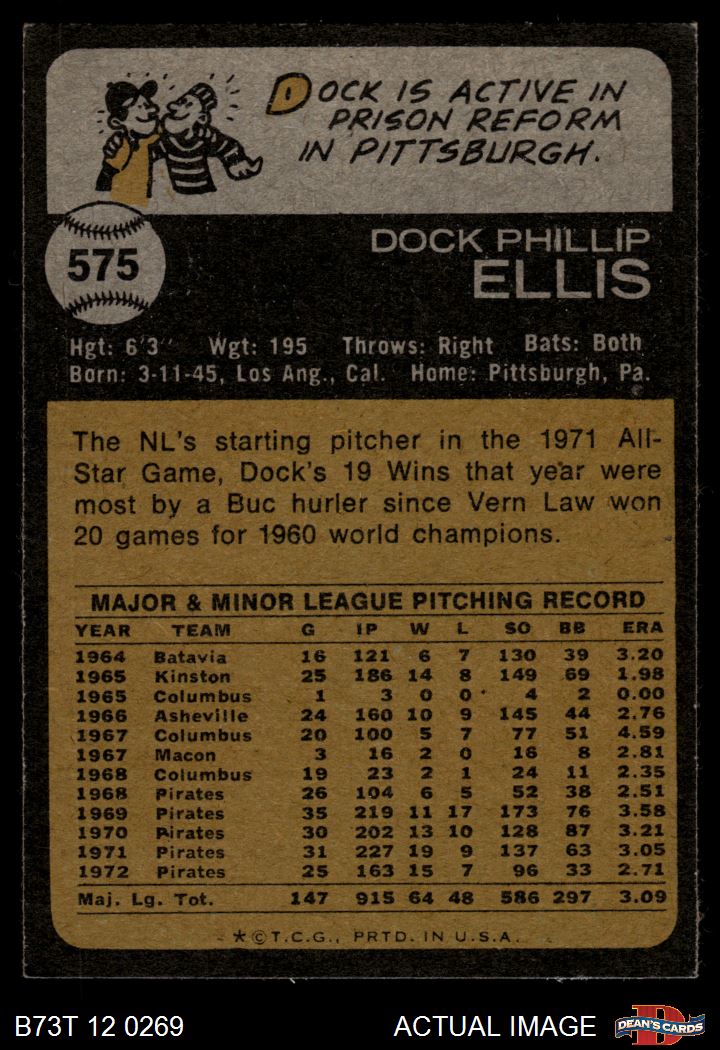 DOCK IS ACTIVE IN
PRISON REFORM
IN PITTSBURGH.
575
DOCK PHILLIP
ELLIS
Hgt: 6'3" Wgt: 195 Throws: Right Bats: Both
Born: 3-11-45, Los Ang., Cal. Home: Pittsburgh, Pa.
The NL's starting pitcher in the 1971 All-
Star Game, Dock's 19 Wins that year were
most by a Buc hurler since Vern Law won
20 games for 1960 world champions.
MAJOR & MINOR LEAGUE PITCHING RECORD
YEAR TEAM G IP W L SO BB ERA
1964 Batavia 16 121 6 7 130 39 3.20
1965 Kinston 25 186 14 8 149 69 1.98
1965 Columbus 1 3 0 0 4 2 0.00
1966 Asheville 24 160 10 9 145 44 2.76
1967 Columbus 20 100 5 7 77 51 4.59
1967 Macon 3 16 2 0 16 8 2.81
1968 Columbus 19 23 2 1 24 11 2.35
1968 Pirates 26 104 6 5 52 38 2.51
1969 Pirates 35 219 11 17 173 76 3.58
1970 Pirates 30 202 13 10 128 87 3.21
1971 Pirates 31 227 19 9 137 63 3.05
1972 Pirates 25 163 15 7 96 33 2.71
Maj. Lg. Tot. 147 915 64 48 586 297 3.09
*©T.C.G., PRTD. IN U.S.A.
B73T 12 0269 ACTUAL IMAGE DEAN'S CARDS